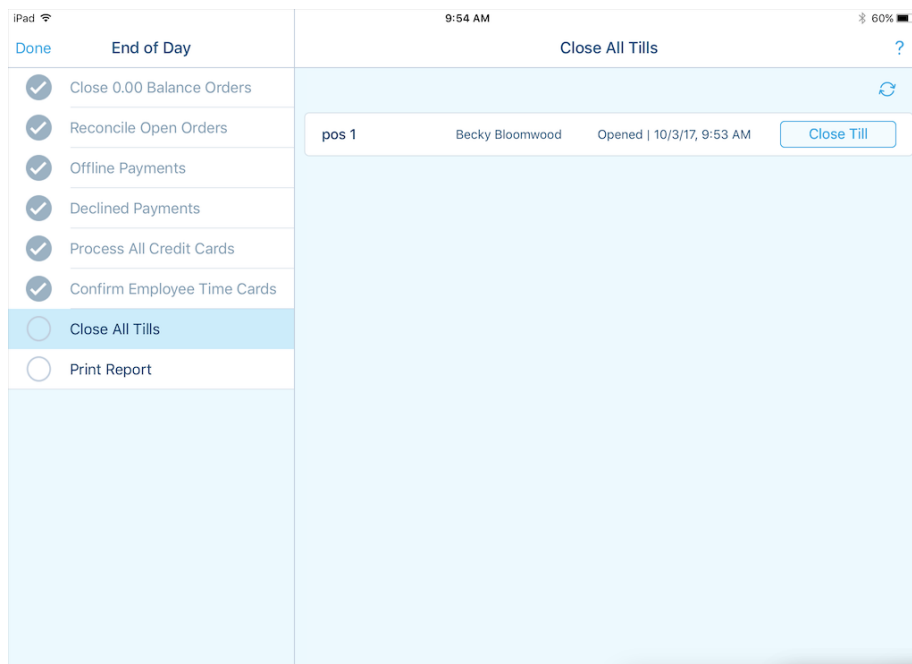 iPad 9:54 AM 60%
Done End of Day
Close All Tills ?
Close 0.00 Balance Orders
Reconcile Open Orders
Offline Payments
Declined Payments
Process All Credit Cards
Confirm Employee Time Cards
Close All Tills
Print Report
pos 1 Becky Bloomwood Opened | 10/3/17, 9:53 AM Close Till